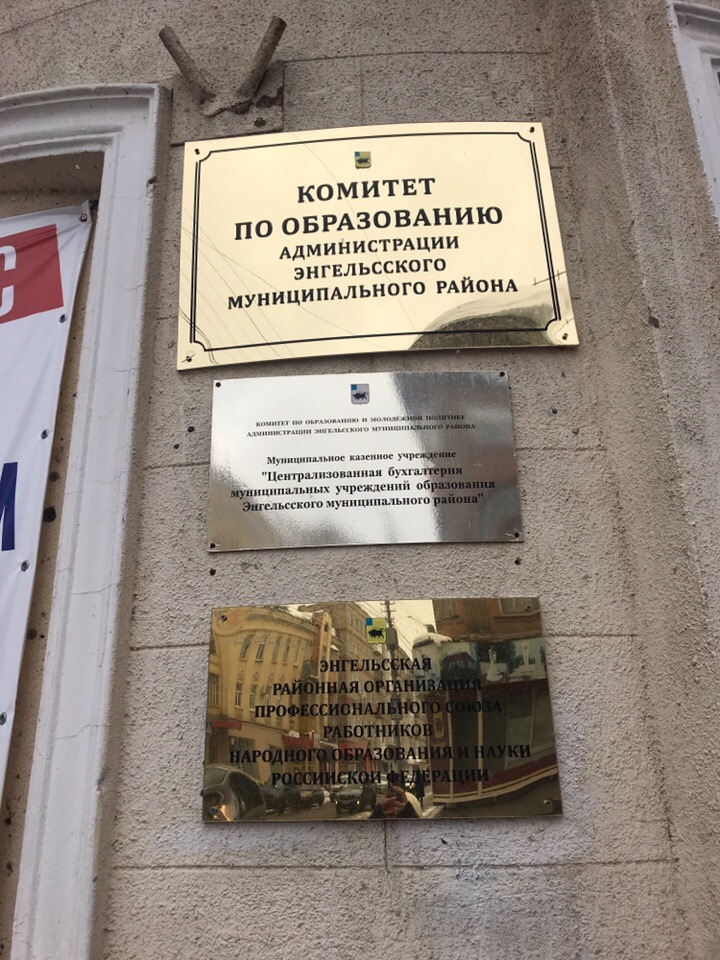 КОМИТЕТ
ПО ОБРАЗОВАНИЮ
АДМИНИСТРАЦИИ
ЭНГЕЛЬССКОГО
МУНИЦИПАЛЬНОГО РАЙОНА
КОМИТЕТ ПО ОБРАЗОВАНИЮ И МОЛОДЕЖНОЙ ПОЛИТИКЕ
АДМИНИСТРАЦИИ ЭНГЕЛЬССКОГО МУНИЦИПАЛЬНОГО РАЙОНА
Муниципальное казенное учреждение
"Централизованная бухгалтерия
муниципальных учреждений образования
Энгельсского муниципального района"
ЭНГЕЛЬССКАЯ
РАЙОННАЯ ОРГАНИЗАЦИЯ
ПРОФЕССИОНАЛЬНОГО СОЮЗА
РАБОТНИКОВ
НАРОДНОГО ОБРАЗОВАНИЯ И НАУКИ
РОССИЙСКОЙ ФЕДЕРАЦИИ
С
М